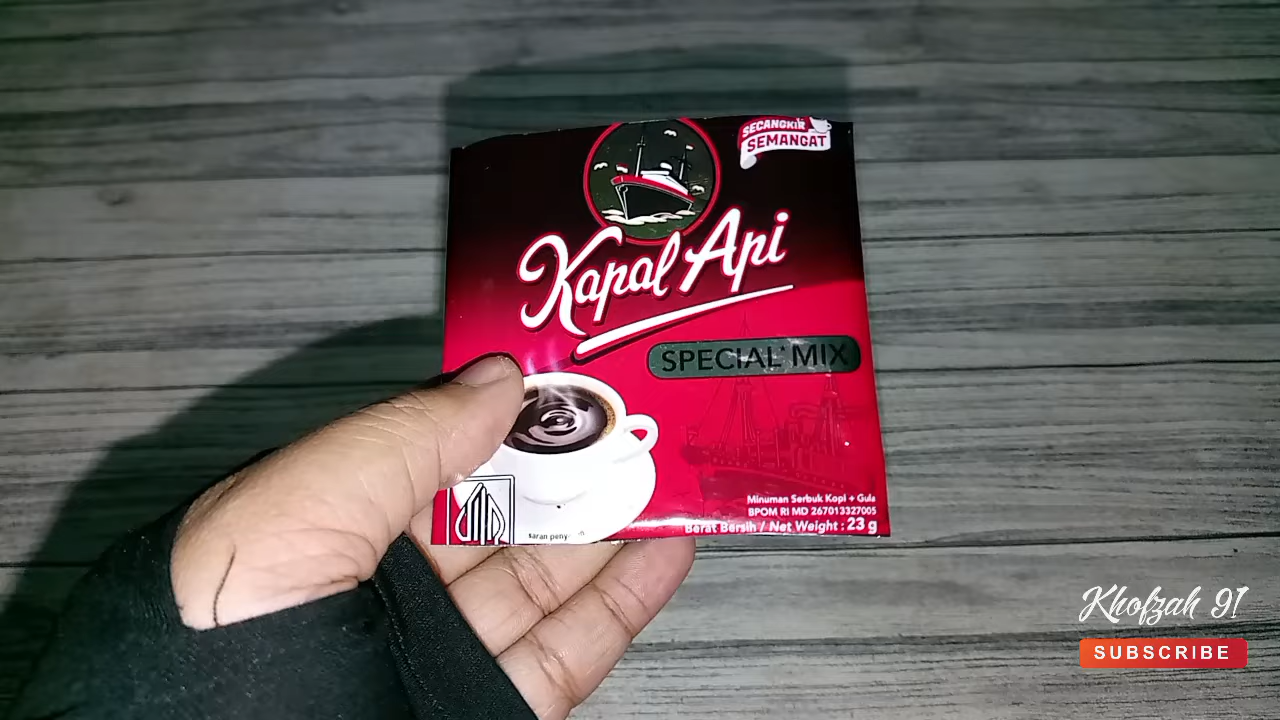 SECANGKIR
SEMANGAT
Kapal Api
SPECIAL MIX
Minuman Serbuk Kopi + Gula
BPOM RI MD 267013327005
Berat Bersih / Net Weight : 23 g
saran
Khofzah 91
SUBSCRIBE